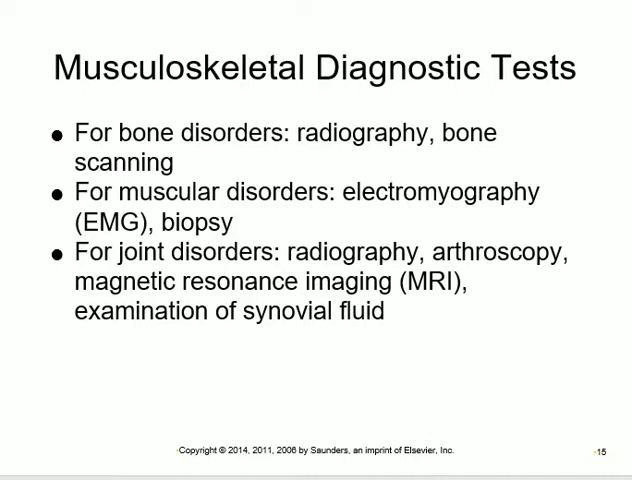 Musculoskeletal Diagnostic Tests
● For bone disorders: radiography, bone
scanning
● For muscular disorders: electromyography
(EMG), biopsy
● For joint disorders: radiography, arthroscopy,
magnetic resonance imaging (MRI),
examination of synovial fluid
Copyright © 2014, 2011, 2006 by Saunders, an imprint of Elsevier, Inc.
15